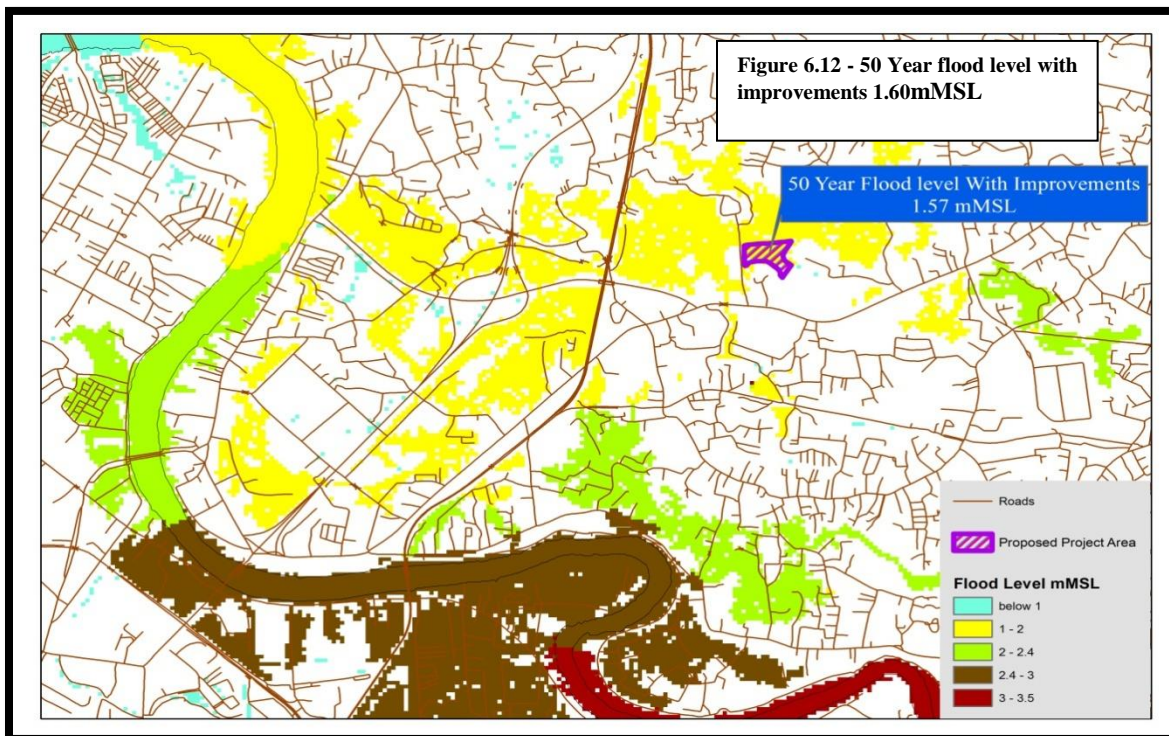 Figure 6.12 - 50 Year flood level with
improvements 1.60mMSL
50 Year Flood level With Improvements
1.57 mMSL
Roads
Proposed Project Area
Flood Level mMSL
below 1
1 - 2
2 - 2.4
2.4 - 3
3 - 3.5